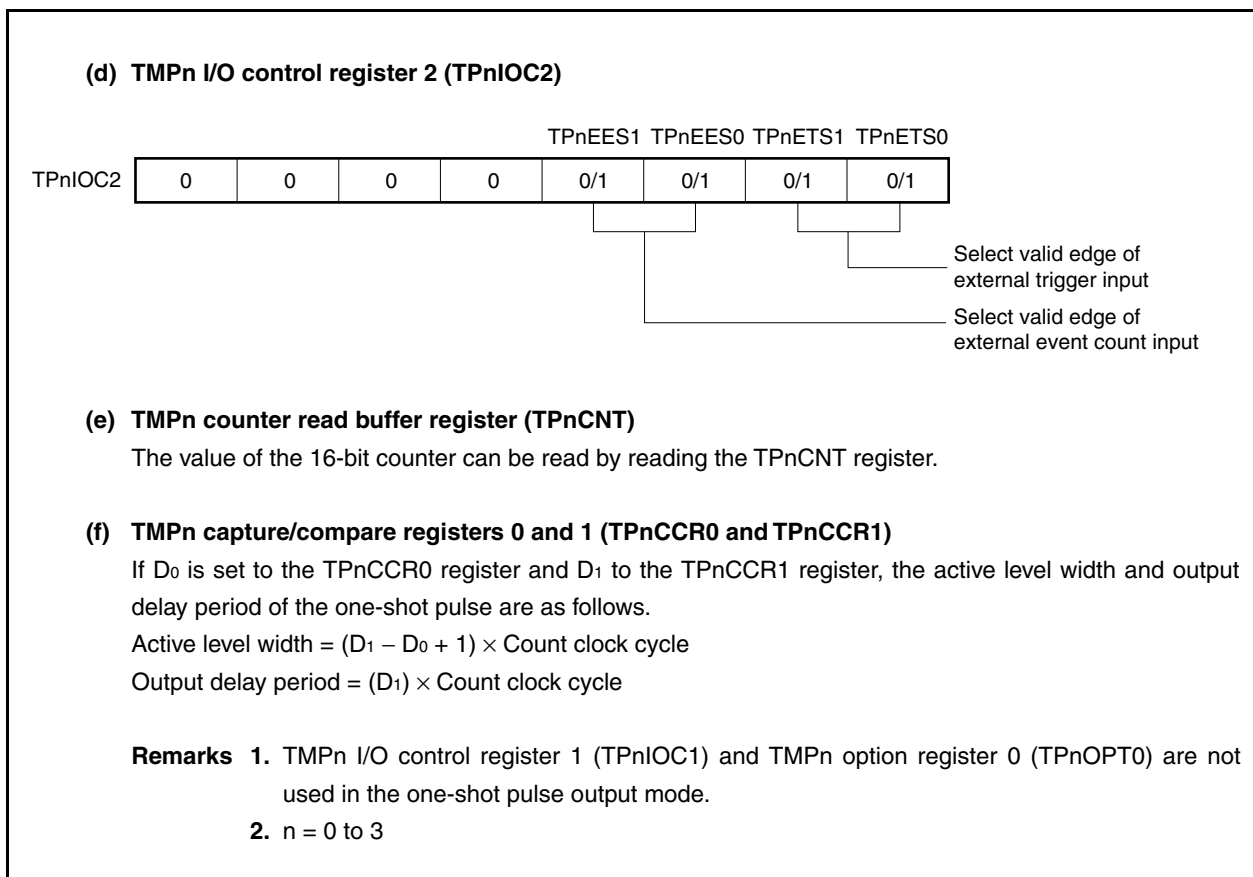 (d) TMPn I/O control register 2 (TPnIOC2)
TPnEES1 TPnEES0 TPnETS1 TPnETS0
TPnIOC2 0 0 0 0 0/1 0/1 0/1 0/1
Select valid edge of
external trigger input
Select valid edge of
external event count input
(e) TMPn counter read buffer register (TPnCNT)
The value of the 16-bit counter can be read by reading the TPnCNT register.
(f) TMPn capture/compare registers 0 and 1 (TPnCCR0 and TPnCCR1)
If D0 is set to the TPnCCR0 register and D1 to the TPnCCR1 register, the active level width and output
delay period of the one-shot pulse are as follows.
Active level width = (D1 − D0 + 1) × Count clock cycle
Output delay period = (D1) × Count clock cycle
Remarks 1. TMPn I/O control register 1 (TPnIOC1) and TMPn option register 0 (TPnOPT0) are not
used in the one-shot pulse output mode.
2. n = 0 to 3